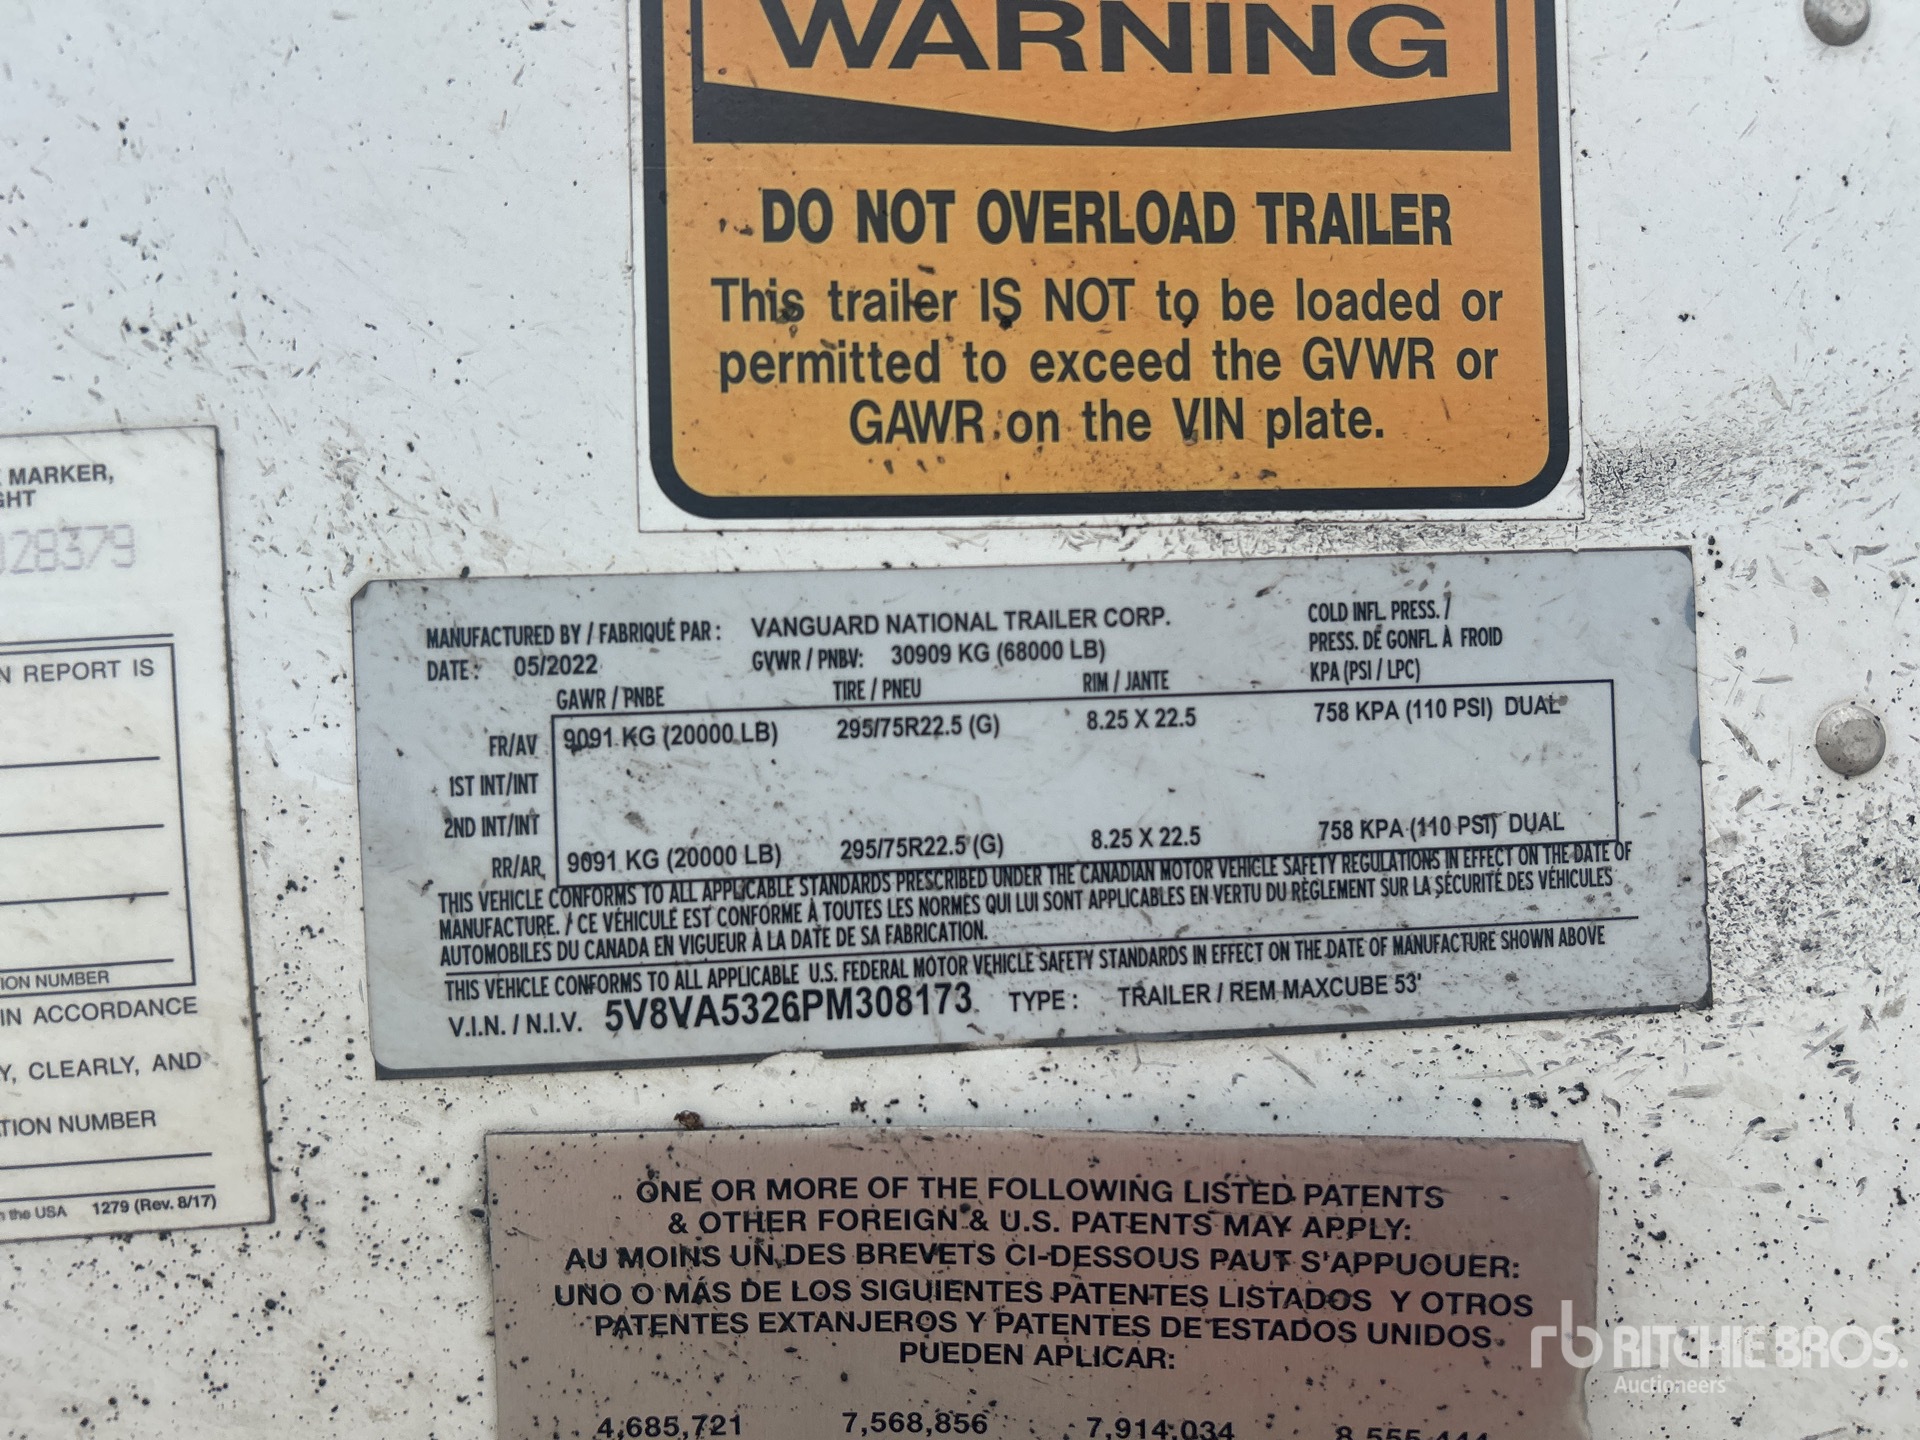 WARNING
DO NOT OVERLOAD TRAILER
This trailer IS NOT to be loaded or
permitted to exceed the GVWR or
GAWR on the VIN plate.
MARKER,
28379
REPORT IS
NUMBER
IN ACCORDANCE
CLEARLY, AND
NUMBER
the USA 1279 (Rev. 8/17)
MANUFACTURED BY / FABRIQUÉ PAR : VANGUARD NATIONAL TRAILER CORP.
COLD INFL. PRESS. /
PRESS. DE GONFL. À FROID
KPA (PSI / LPC)
DATE : 05/2022 GVWR / PNBV: 30909 KG (68000 LB)
GAWR / PNBE TIRE / PNEU RIM / JANTE
FR/AV 9091 KG (20000 LB) 295/75R22.5 (G) 8.25 X 22.5 758 KPA (110 PSI) DUAL
1ST INT/INT
2ND INT/INT
RR/AR 9091 KG (20000 LB) 295/75R22.5 (G) 8.25 X 22.5 758 KPA (110 PSI) DUAL
THIS VEHICLE CONFORMS TO ALL APPLICABLE STANDARDS PRESCRIBED UNDER THE CANADIAN MOTOR VEHICLE SAFETY REGULATIONS IN EFFECT ON THE DATE OF
MANUFACTURE. / CE VÉHICULE EST CONFORME À TOUTES LES NORMES QUI LUI SONT APPLICABLES EN VERTU DU RÈGLEMENT SUR LA SÉCURITÉ DES VÉHICULES
AUTOMOBILES DU CANADA EN VIGUEUR À LA DATE DE SA FABRICATION.
THIS VEHICLE CONFORMS TO ALL APPLICABLE U.S. FEDERAL MOTOR VEHICLE SAFETY STANDARDS IN EFFECT ON THE DATE OF MANUFACTURE SHOWN ABOVE
V.I.N. / N.I.V. 5V8VA5326PM308173 TYPE : TRAILER / REM MAXCUBE 53'
ONE OR MORE OF THE FOLLOWING LISTED PATENTS
& OTHER FOREIGN & U.S. PATENTS MAY APPLY:
AU MOINS UN DES BREVETS CI-DESSOUS PAUT S'APPUOUER:
UNO O MÁS DE LOS SIGUIENTES PATENTES LISTADOS Y OTROS
PATENTES EXTANJEROS Y PATENTES DE ESTADOS UNIDOS
PUEDEN APLICAR:
4,685,721 7,568,856 7,914,034
rb RITCHIE BROS.
Auctioneers